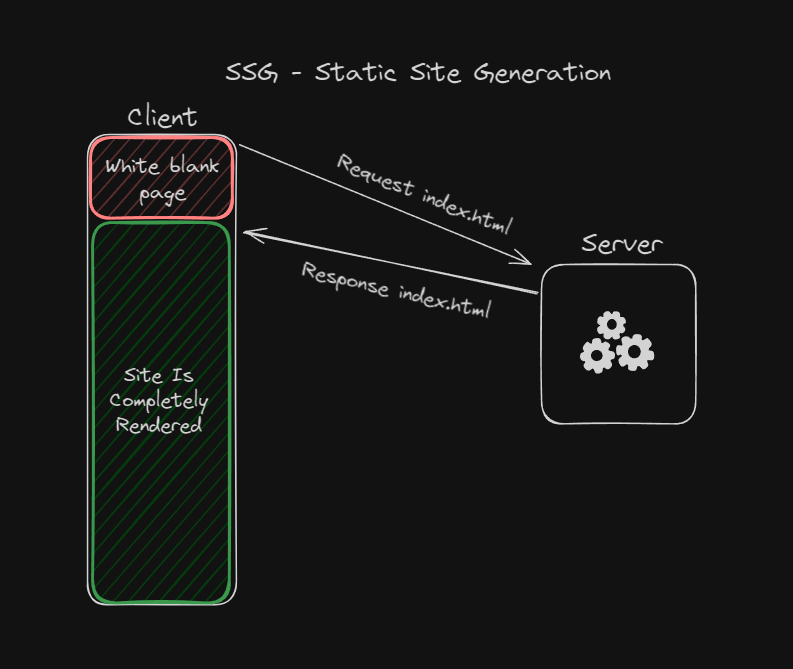 SSG - Static Site Generation
Client
White blank
page
Request index.html
Server
Response index.html
Site Is
Completely
Rendered